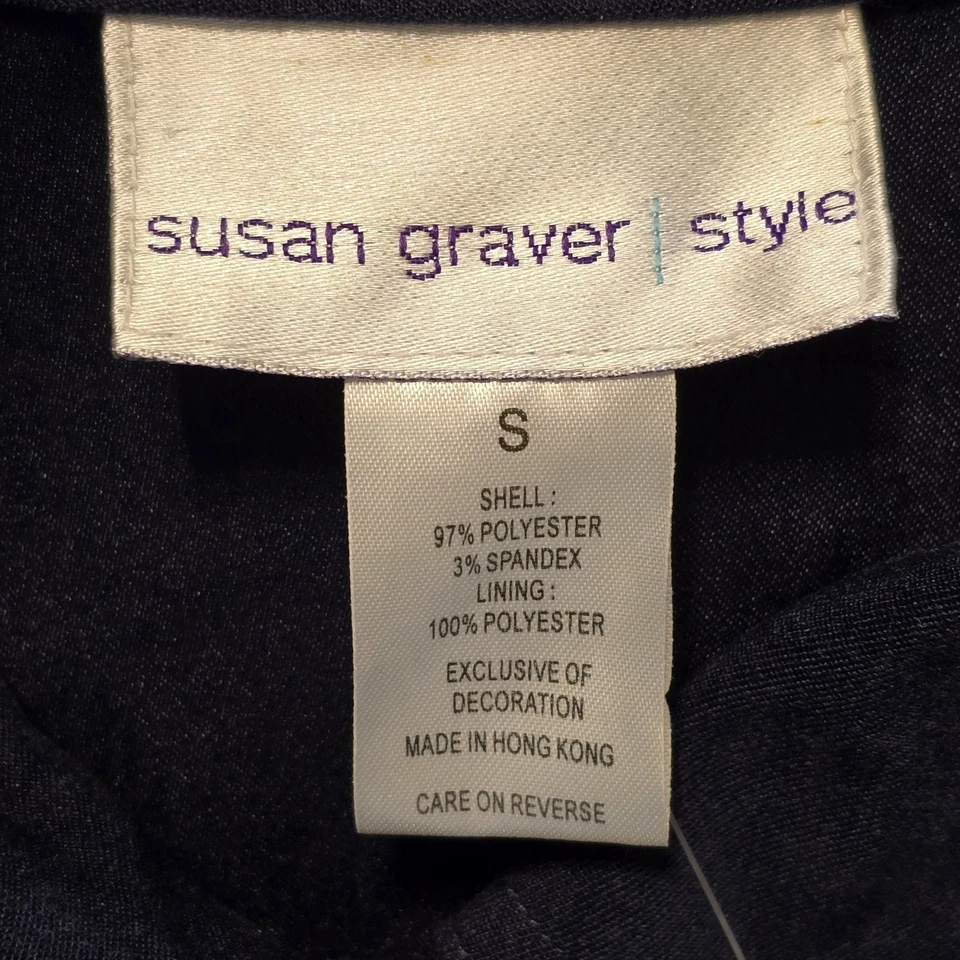 susan graver | style
S
SHELL :
97% POLYESTER
3% SPANDEX
LINING :
100% POLYESTER
EXCLUSIVE OF
DECORATION
MADE IN HONG KONG
CARE ON REVERSE